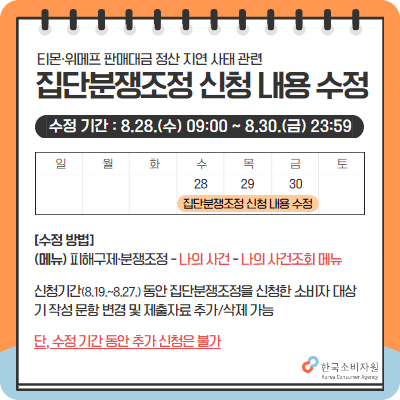 티몬·위메프 판매대금 정산 지연 사태 관련
집단분쟁조정 신청 내용 수정
수정 기간 : 8.28.(수) 09:00 ~ 8.30.(금) 23:59
일 월 화 수 목 금 토
28 29 30
집단분쟁조정 신청 내용 수정
[수정 방법]
(메뉴) 피해구제·분쟁조정 - 나의 사건 - 나의 사건조회 메뉴
신청기간(8.19.~8.27.) 동안 집단분쟁조정을 신청한 소비자 대상
기 작성 문항 변경 및 제출자료 추가/삭제 가능
단, 수정 기간 동안 추가 신청은 불가
한국소비자원
Korea Consumer Agency